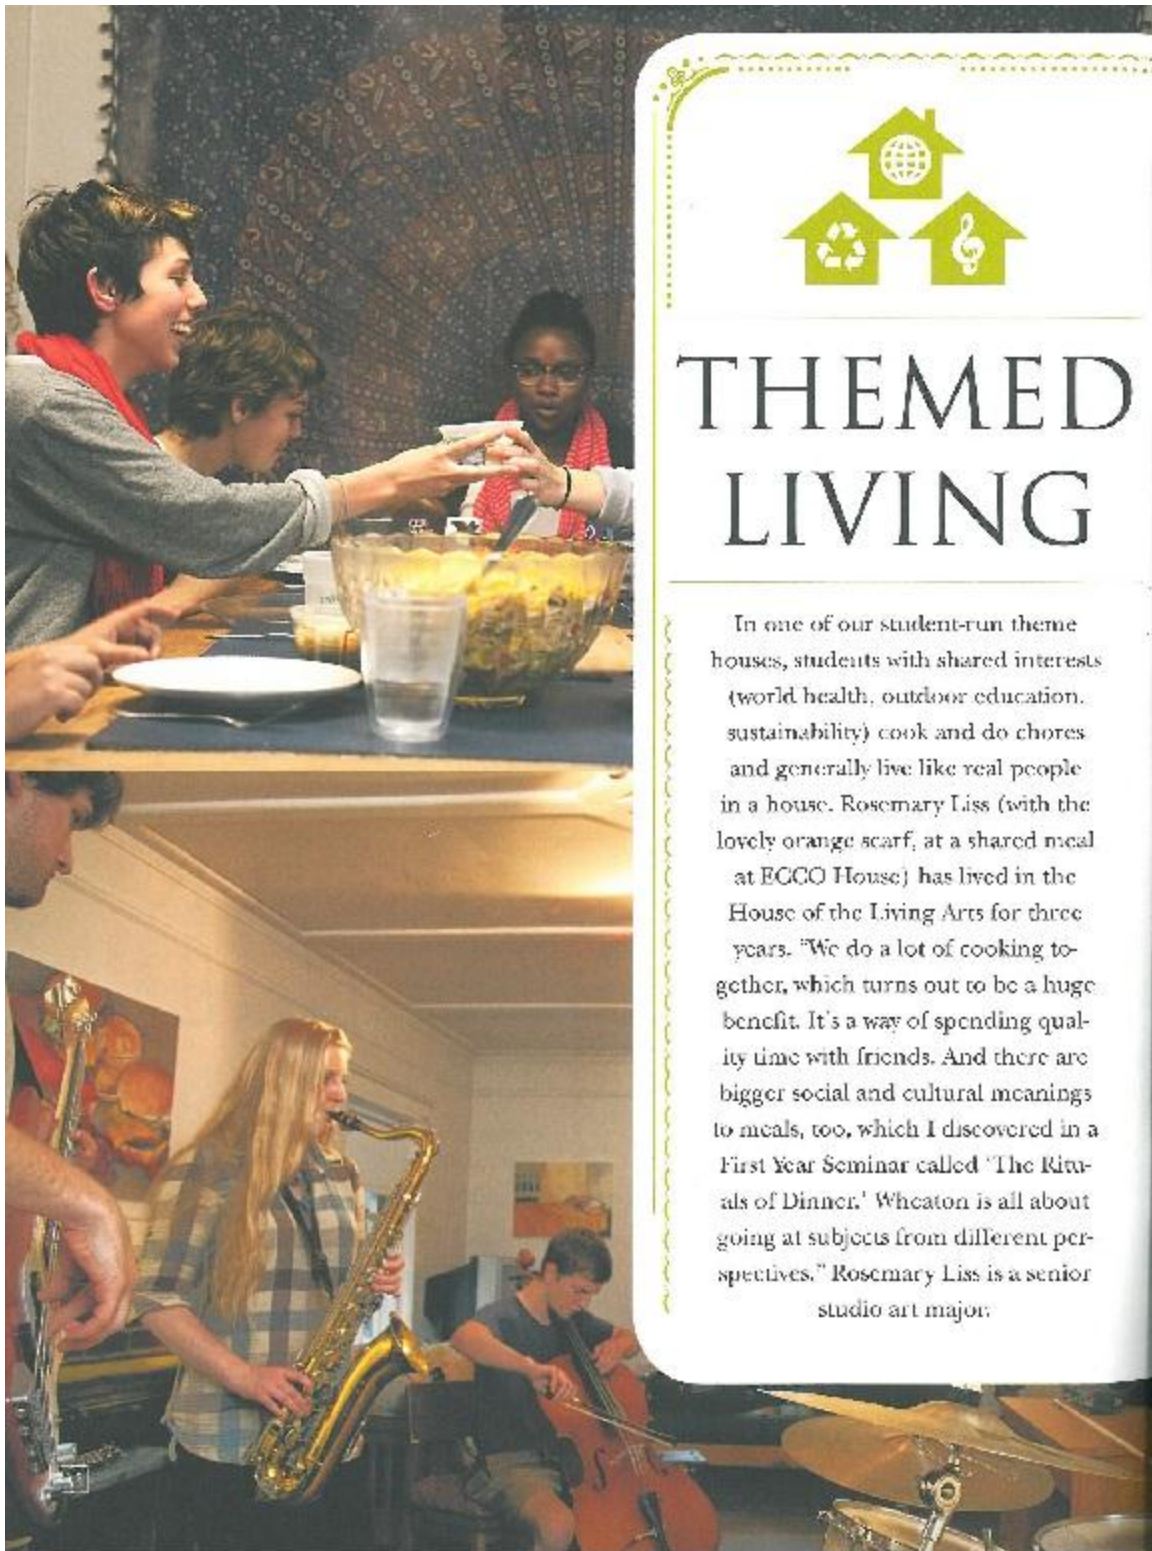 THEMED
LIVING
In one of our student-run theme
houses, students with shared interests
(world health, outdoor education,
sustainability) cook and do chores
and generally live like real people
in a house. Rosemary Liss (with the
lovely orange scarf, at a shared meal
at ECCO House) has lived in the
House of the Living Arts for three
years. "We do a lot of cooking to-
gether, which turns out to be a huge
benefit. It's a way of spending qual-
ity time with friends. And there are
bigger social and cultural meanings
to meals, too, which I discovered in a
First Year Seminar called 'The Ritu-
als of Dinner.' Wheaton is all about
going at subjects from different per-
spectives." Rosemary Liss is a senior
studio art major.